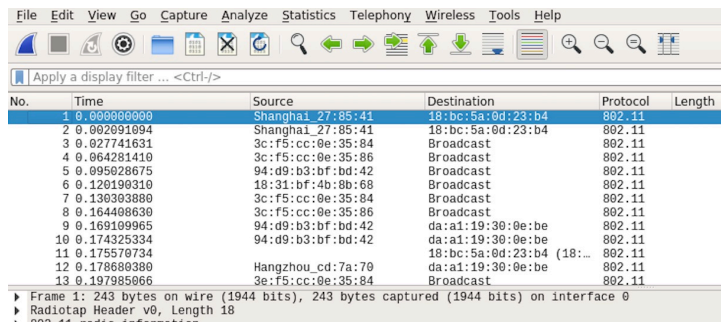 File Edit View Go Capture Analyze Statistics Telephony Wireless Tools Help
Apply a display filter ... <Ctrl-/>
No. Time Source Destination Protocol Length
1 0.000000000 Shanghai_27:85:41 18:bc:5a:0d:23:b4 802.11
2 0.002091094 Shanghai_27:85:41 18:bc:5a:0d:23:b4 802.11
3 0.027741631 3c:f5:cc:0e:35:84 Broadcast 802.11
4 0.064281410 3c:f5:cc:0e:35:86 Broadcast 802.11
5 0.095028675 94:d9:b3:bf:bd:42 Broadcast 802.11
6 0.120190310 18:31:bf:4b:8b:68 Broadcast 802.11
7 0.130303880 3c:f5:cc:0e:35:84 Broadcast 802.11
8 0.164408630 3c:f5:cc:0e:35:86 Broadcast 802.11
9 0.169109965 94:d9:b3:bf:bd:42 da:a1:19:30:0e:be 802.11
10 0.174325334 94:d9:b3:bf:bd:42 da:a1:19:30:0e:be 802.11
11 0.175570734 18:bc:5a:0d:23:b4 (18:… 802.11
12 0.178680380 Hangzhou_cd:7a:70 da:a1:19:30:0e:be 802.11
13 0.197985066 3e:f5:cc:0e:35:84 Broadcast 802.11
Frame 1: 243 bytes on wire (1944 bits), 243 bytes captured (1944 bits) on interface 0
Radiotap Header v0, Length 18
802.11 radio information